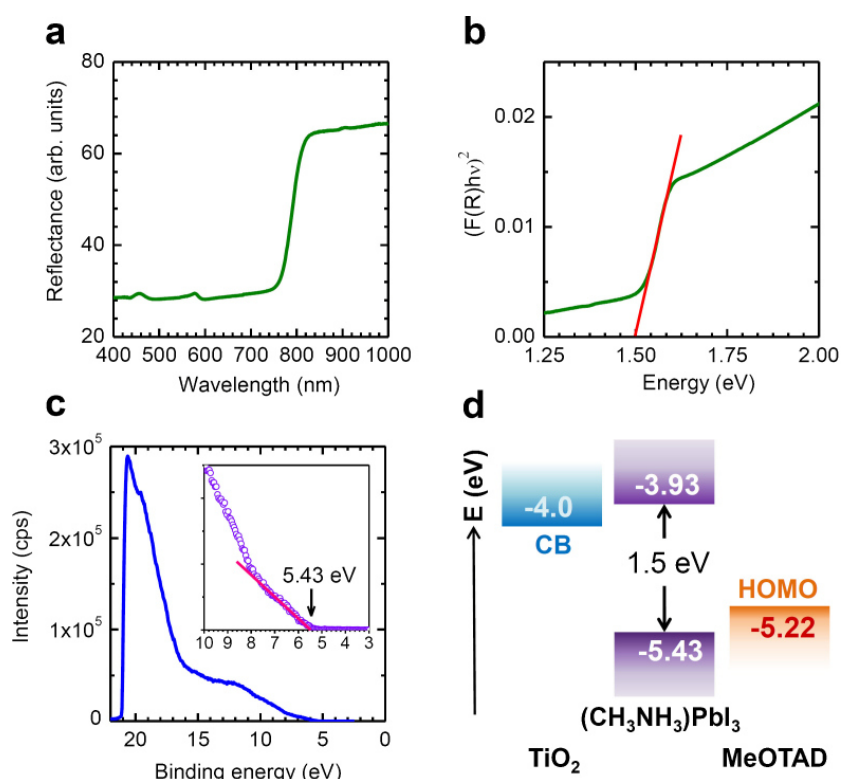 a
80
60
40
20
Reflectance (arb. units)
400 500 600 700 800 900 1000
Wavelength (nm)
b
0.02
0.01
0.00
(F(R)hν)²
1.25 1.50 1.75 2.00
Energy (eV)
c
3x10⁵
2x10⁵
1x10⁵
0
Intensity (cps)
5.43 eV
10 9 8 7 6 5 4 3
20 15 10 5 0
Binding energy (eV)
d
E (eV)
-4.0
CB
-3.93
1.5 eV
HOMO
-5.22
-5.43
(CH₃NH₃)PbI₃
TiO₂
MeOTAD